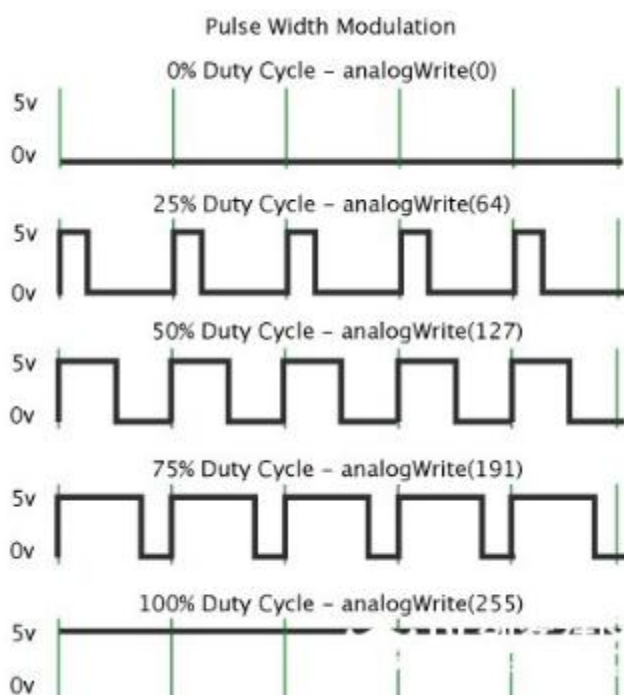 Pulse Width Modulation
0% Duty Cycle – analogWrite(0)
5v
0v
25% Duty Cycle – analogWrite(64)
5v
0v
50% Duty Cycle – analogWrite(127)
5v
0v
75% Duty Cycle – analogWrite(191)
5v
0v
100% Duty Cycle – analogWrite(255)
5v
0v